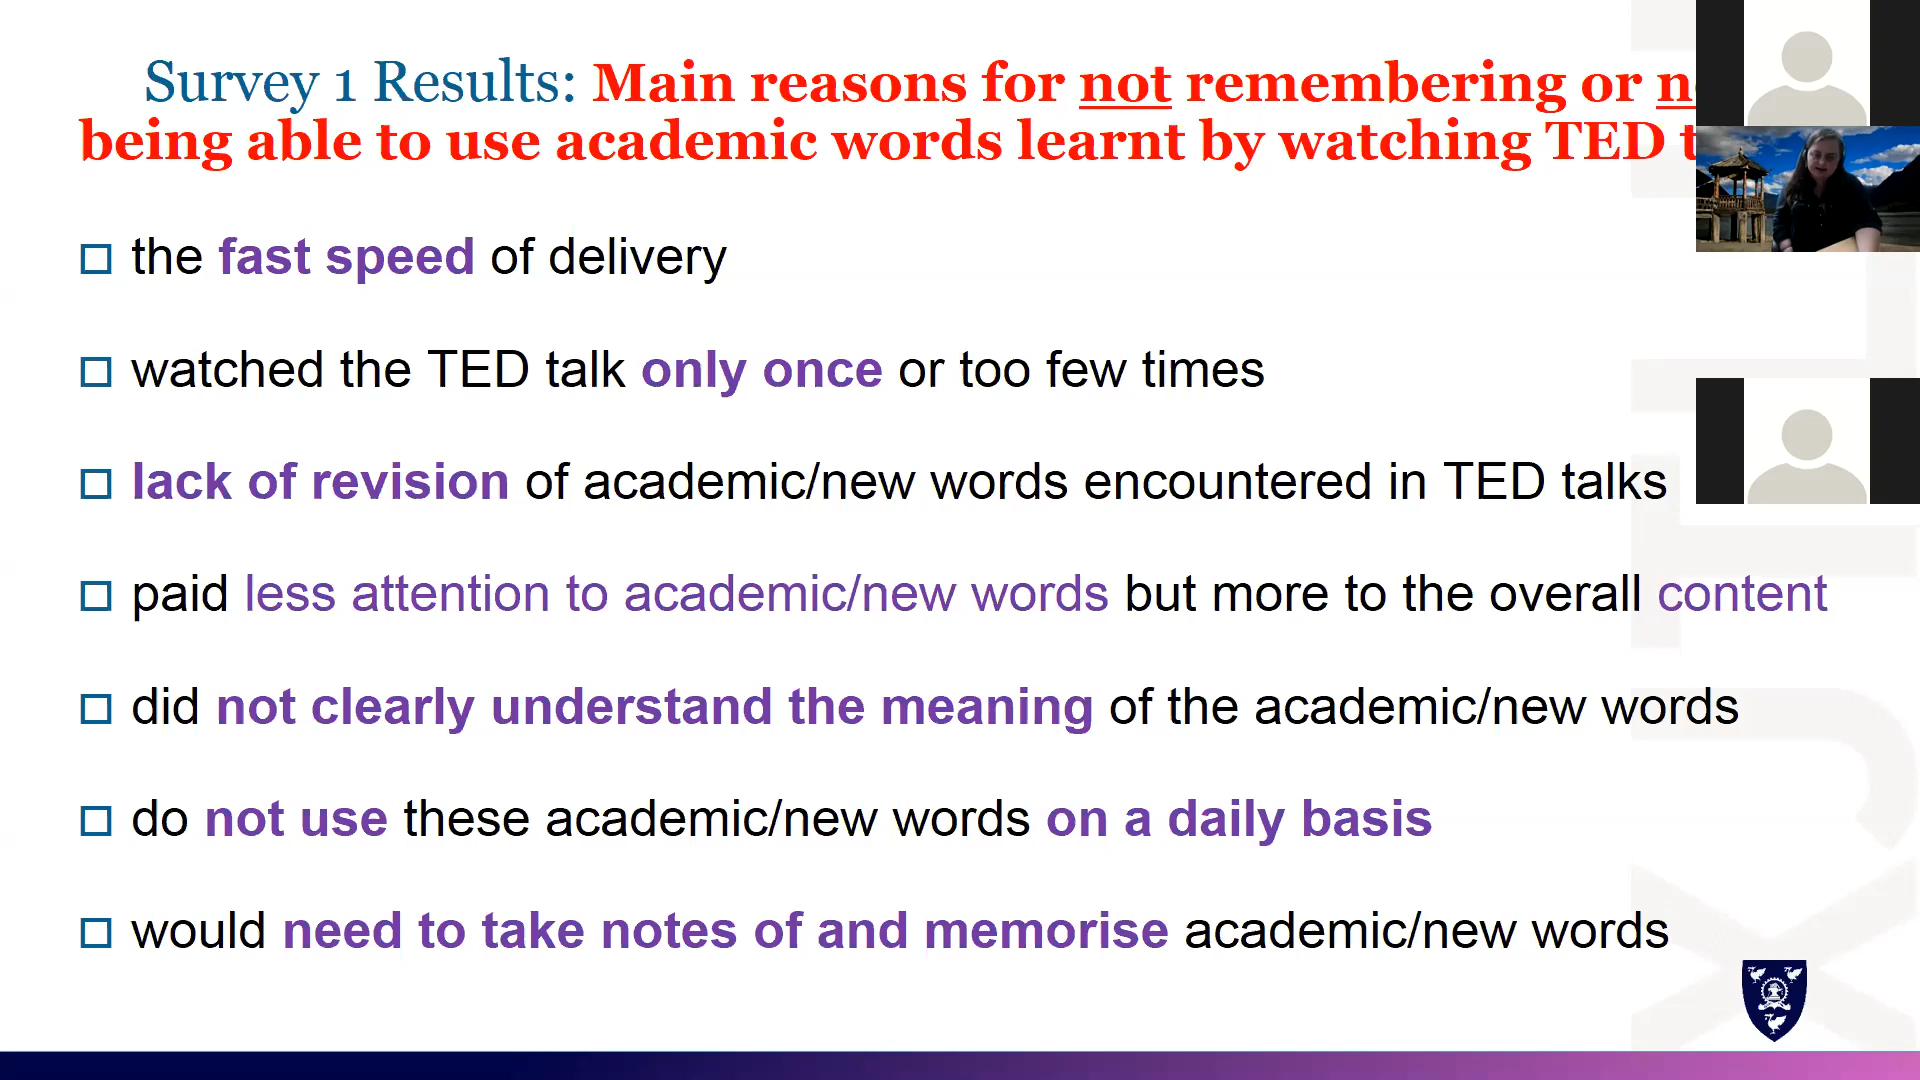 Survey 1 Results: Main reasons for not remembering or
being able to use academic words learnt by watching TED
the fast speed of delivery
watched the TED talk only once or too few times
lack of revision of academic/new words encountered in TED talks
paid less attention to academic/new words but more to the overall content
did not clearly understand the meaning of the academic/new words
do not use these academic/new words on a daily basis
would need to take notes of and memorise academic/new words